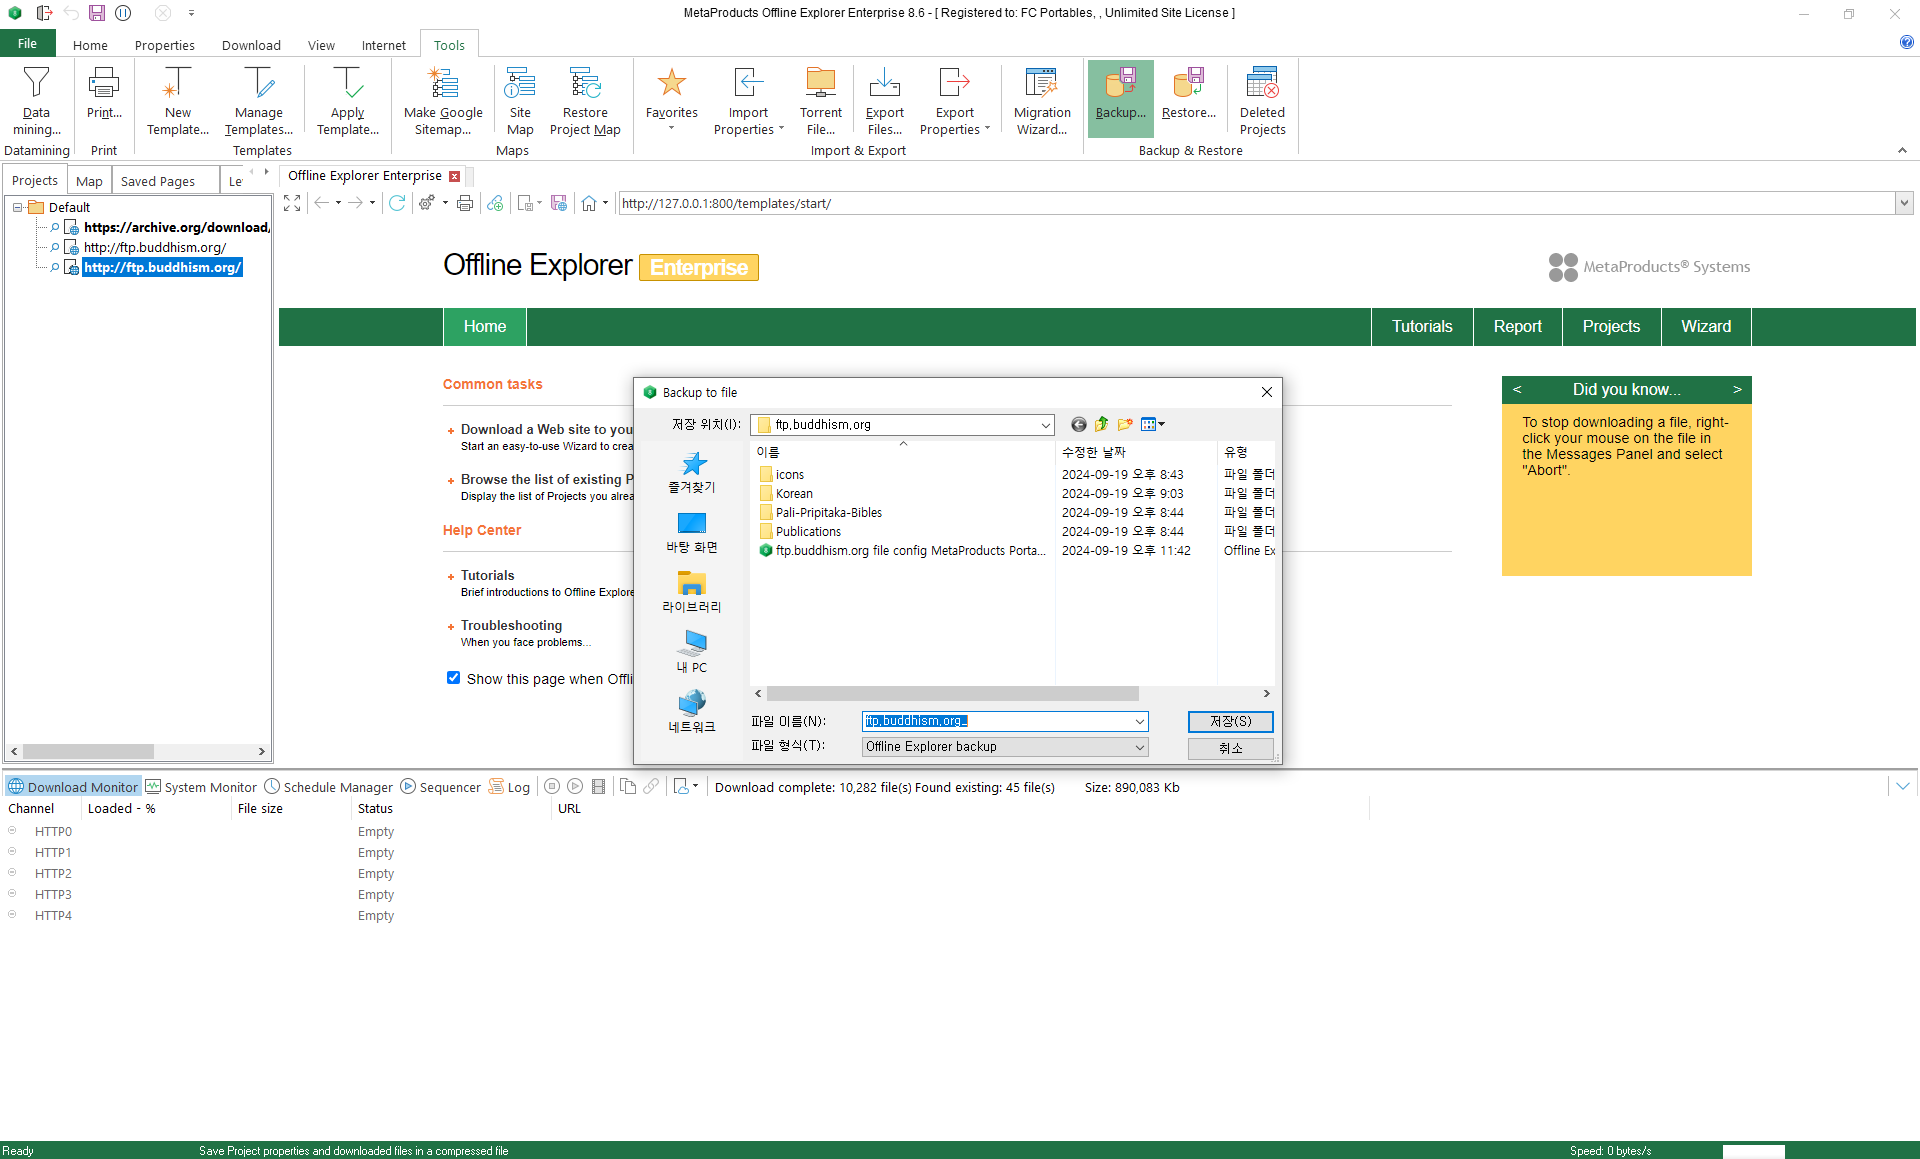 MetaProducts Offline Explorer Enterprise 8.6 - [ Registered to: FC Portables, , Unlimited Site License ]
File Home Properties Download View Internet Tools
Data mining... Print... New Template... Manage Templates... Apply Template... Make Google Sitemap... Site Map Restore Project Map Favorites Import Properties Torrent File... Export Files... Export Properties Migration Wizard... Backup... Restore... Deleted Projects
Datamining Print Templates Maps Import & Export Backup & Restore
Projects Map Saved Pages
Offline Explorer Enterprise
http://127.0.0.1:800/templates/start/
Default
https://archive.org/download/
http://ftp.buddhism.org/
http://ftp.buddhism.org/
Offline Explorer Enterprise
MetaProducts® Systems
Home Tutorials Report Projects Wizard
Common tasks
Download a Web site to you
Start an easy-to-use Wizard to crea
Browse the list of existing P
Display the list of Projects you alrea
Help Center
Tutorials
Brief introductions to Offline Explore
Troubleshooting
When you face problems...
Show this page when Offli
< Did you know... >
To stop downloading a file, right-
click your mouse on the file in
the Messages Panel and select
"Abort".
Backup to file
저장 위치(I): ftp.buddhism.org
즐겨찾기
바탕 화면
라이브러리
내 PC
네트워크
이름 수정한 날짜 유형
icons 2024-09-19 오후 8:43 파일 폴더
Korean 2024-09-19 오후 9:03 파일 폴더
Pali-Pripitaka-Bibles 2024-09-19 오후 8:44 파일 폴더
Publications 2024-09-19 오후 8:44 파일 폴더
ftp.buddhism.org file config MetaProducts Porta... 2024-09-19 오후 11:42 Offline Ex
파일 이름(N): ftp.buddhism.org_ 저장(S)
파일 형식(T): Offline Explorer backup 취소
Download Monitor System Monitor Schedule Manager Sequencer Log Download complete: 10,282 file(s) Found existing: 45 file(s) Size: 890,083 Kb
Channel Loaded - % File size Status URL
HTTP0 Empty
HTTP1 Empty
HTTP2 Empty
HTTP3 Empty
HTTP4 Empty
Ready Save Project properties and downloaded files in a compressed file Speed: 0 bytes/s